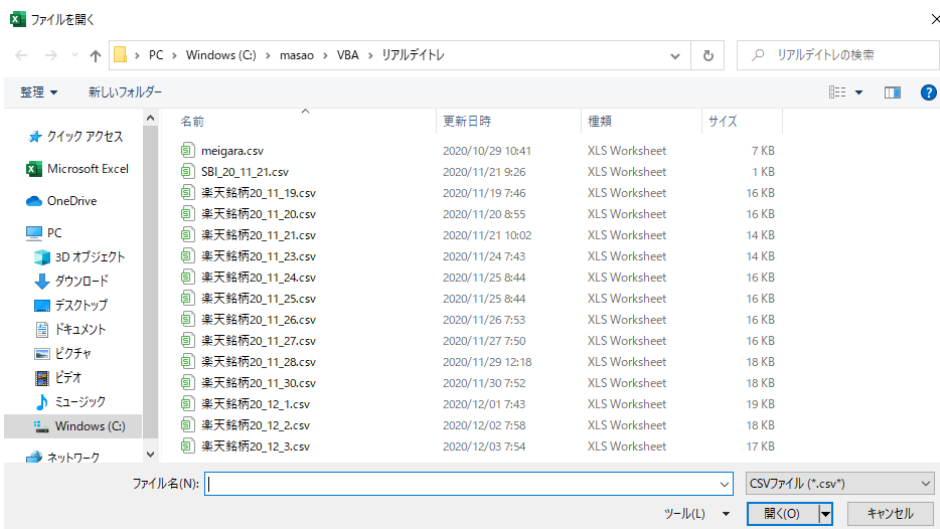 ファイルを開く
PC › Windows (C:) › masao › VBA › リアルデイトレ
リアルデイトレの検索
整理 新しいフォルダー
名前 更新日時 種類 サイズ
クイック アクセス
Microsoft Excel
OneDrive
PC
3D オブジェクト
ダウンロード
デスクトップ
ドキュメント
ピクチャ
ビデオ
ミュージック
Windows (C:)
ネットワーク
meigara.csv 2020/10/29 10:41 XLS Worksheet 7 KB
SBI_20_11_21.csv 2020/11/21 9:26 XLS Worksheet 1 KB
楽天銘柄20_11_19.csv 2020/11/19 7:46 XLS Worksheet 16 KB
楽天銘柄20_11_20.csv 2020/11/20 8:55 XLS Worksheet 16 KB
楽天銘柄20_11_21.csv 2020/11/21 10:02 XLS Worksheet 14 KB
楽天銘柄20_11_23.csv 2020/11/24 7:43 XLS Worksheet 14 KB
楽天銘柄20_11_24.csv 2020/11/25 8:44 XLS Worksheet 16 KB
楽天銘柄20_11_25.csv 2020/11/25 8:44 XLS Worksheet 16 KB
楽天銘柄20_11_26.csv 2020/11/26 7:53 XLS Worksheet 16 KB
楽天銘柄20_11_27.csv 2020/11/27 7:50 XLS Worksheet 16 KB
楽天銘柄20_11_28.csv 2020/11/29 12:18 XLS Worksheet 18 KB
楽天銘柄20_11_30.csv 2020/11/30 7:52 XLS Worksheet 18 KB
楽天銘柄20_12_1.csv 2020/12/01 7:43 XLS Worksheet 19 KB
楽天銘柄20_12_2.csv 2020/12/02 7:58 XLS Worksheet 18 KB
楽天銘柄20_12_3.csv 2020/12/03 7:54 XLS Worksheet 17 KB
ファイル名(N): CSVファイル (*.csv*)
ツール(L) 開く(O) キャンセル